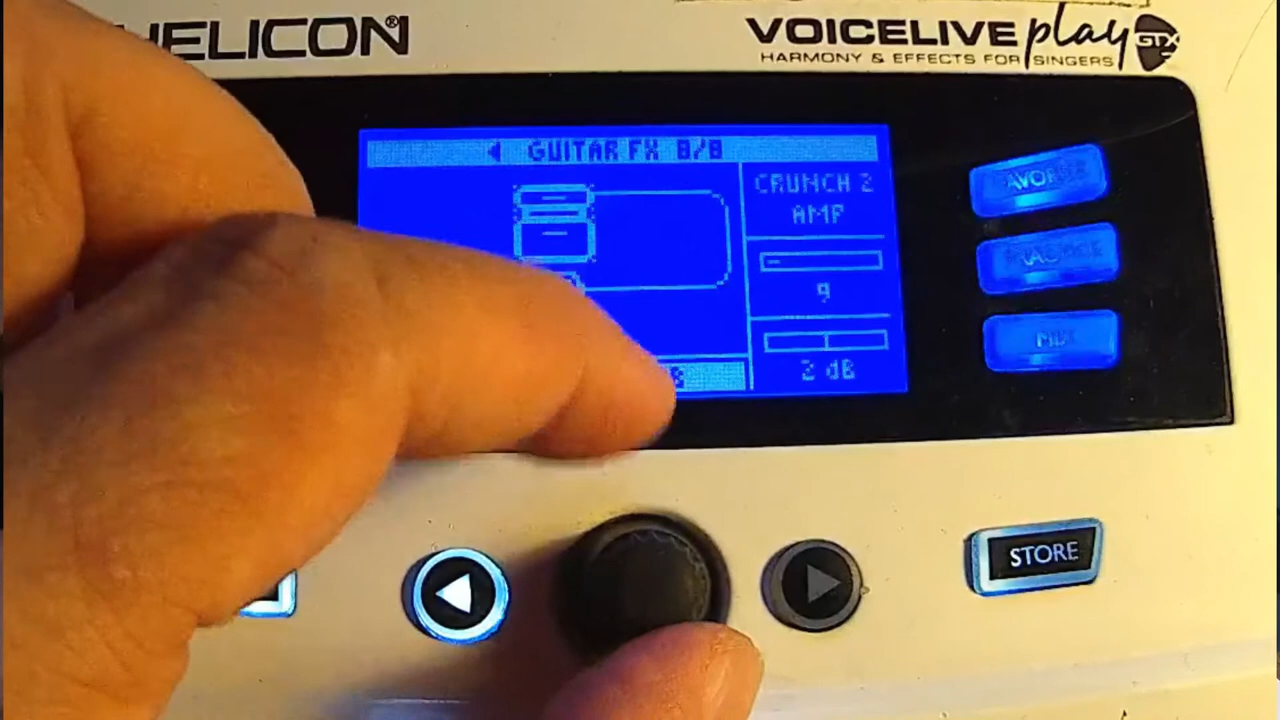 HELICON®
VOICELIVE play GTX
HARMONY & EFFECTS FOR SINGERS
GUITAR FX 8/8
CRUNCH 2
AMP
9
2 dB
STORE